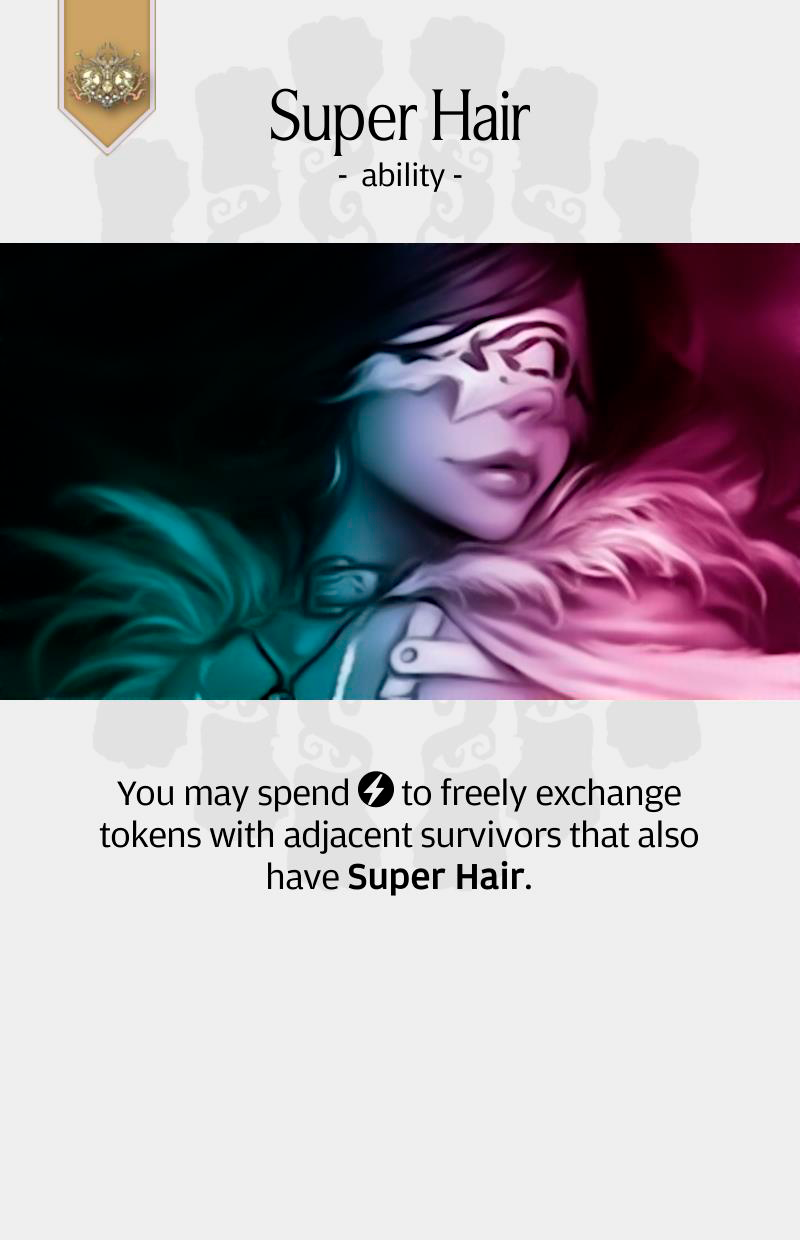 Super Hair
- ability -
You may spend to freely exchange
tokens with adjacent survivors that also
have Super Hair.